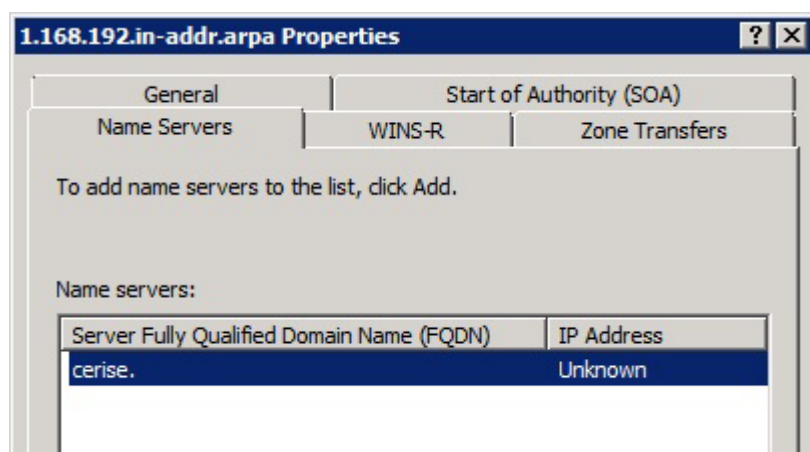 1.168.192.in-addr.arpa Properties
General Start of Authority (SOA)
Name Servers WINS-R Zone Transfers
To add name servers to the list, click Add.
Name servers:
Server Fully Qualified Domain Name (FQDN) IP Address
cerise. Unknown